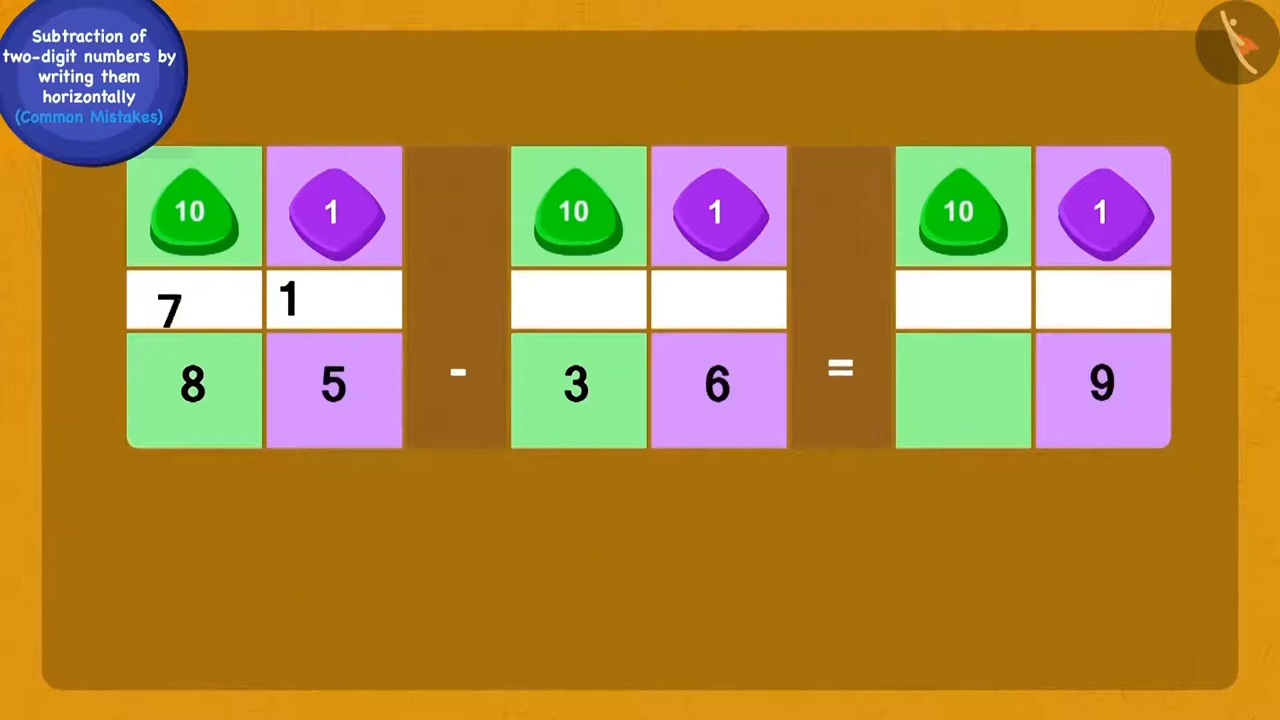 Subtraction of
two-digit numbers by
writing them
horizontally
(Common Mistakes)
10 1 10 1 10 1
7 1
8 5 - 3 6 = 9